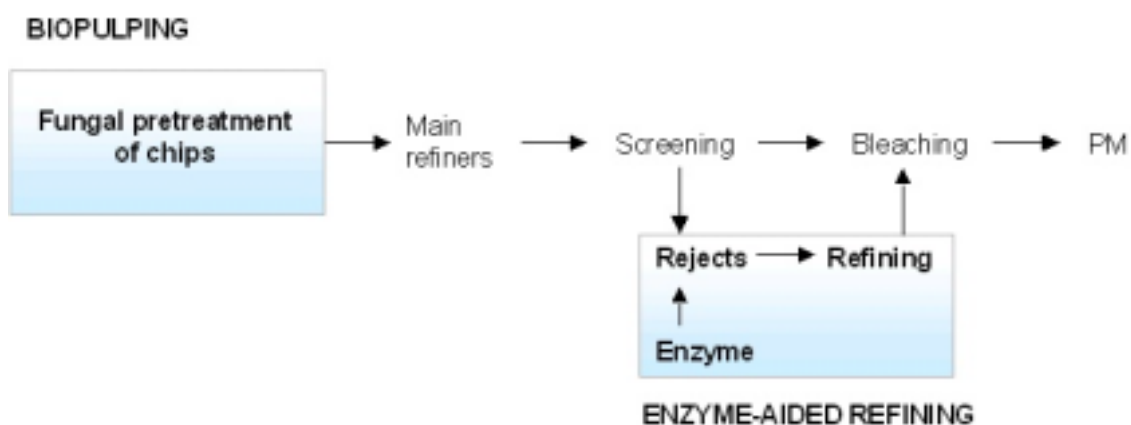 BIOPULPING
Fungal pretreatment
of chips
Main
refiners
Screening
Bleaching
PM
Rejects
Refining
Enzyme
ENZYME-AIDED REFINING